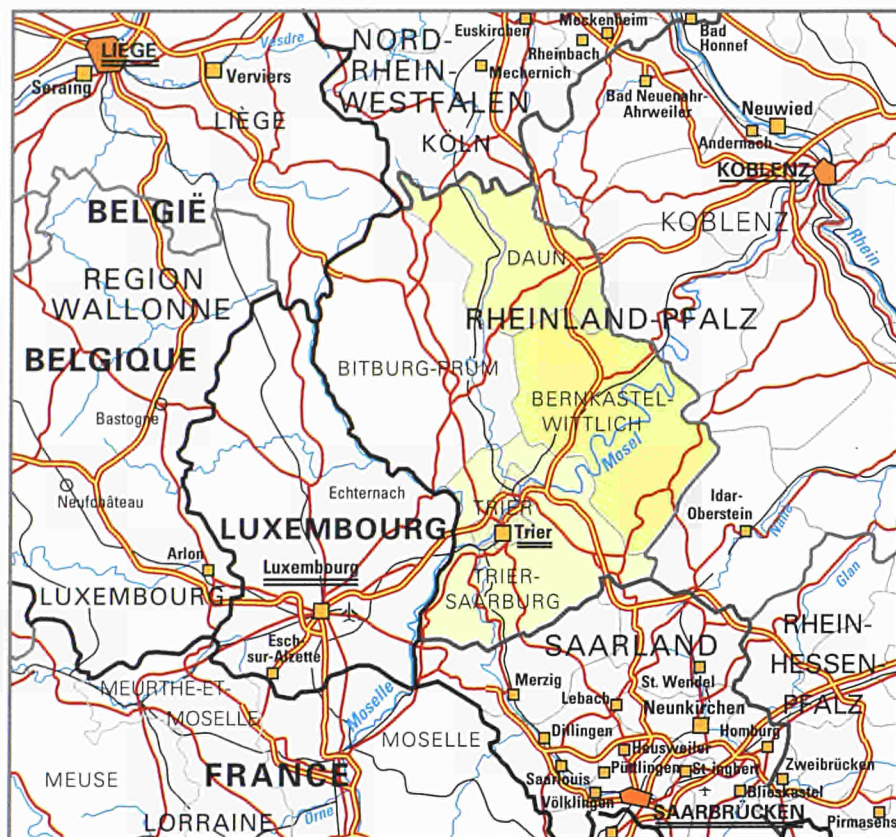 LIÈGE
Seraing
Vesdre
Verviers
LIÈGE
NORD-
RHEIN-
WESTFALEN
KÖLN
Euskirchen
Meckenheim
Rheinbach
Mechernich
Bad
Honnef
Bad Neuenahr-
Ahrweiler
Neuwied
Andernach
KOBLENZ
KOBLENZ
Rhein
BELGIË
REGION
WALLONNE
BELGIQUE
DAUN
RHEINLAND-PFALZ
BITBURG-PRÜM
BERNKASTEL-
WITTLICH
Mosel
Bastogne
Neufchâteau
Echternach
LUXEMBOURG
TRIER
Trier
Idar-
Oberstein
Nahe
Glan
Arlon
Luxembourg
LUXEMBOURG
TRIER-
SAARBURG
Esch-
sur-Alzette
SAARLAND
RHEIN-
HESSEN
PFALZ
Merzig
St. Wendel
Lebach
Neunkirchen
MEURTHE-ET-
MOSELLE
Moselle
MOSELLE
Dillingen
Heusweiler
Homburg
MEUSE
FRANCE
Saarlouis
Püttlingen
St-Ingbert
Zweibrücken
Völklingen
Blieskastel
LORRAINE
Orne
SAARBRÜCKEN
Pirmasens